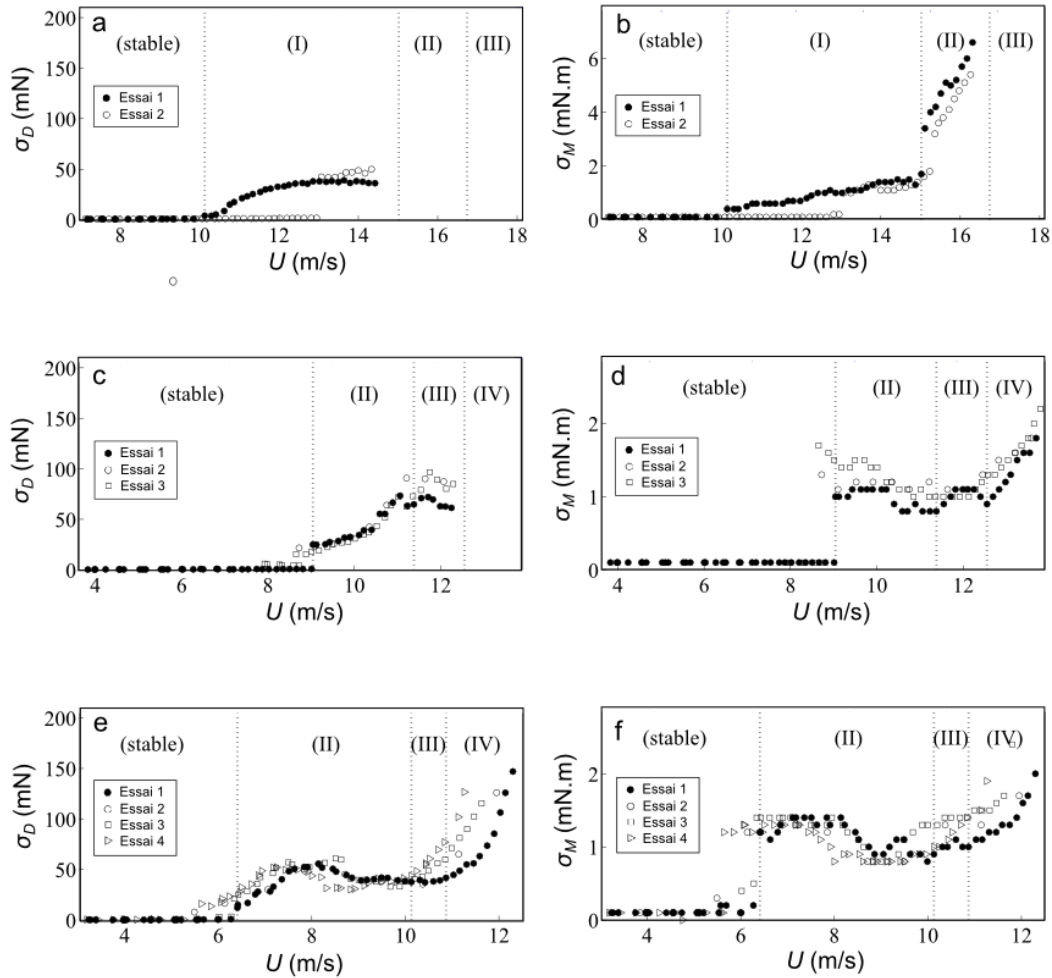 a
(stable) (I) (II) (III)
Essai 1
Essai 2
σ_D (mN)
200
150
100
50
0
8 10 12 14 16 18
U (m/s)
b
(stable) (I) (II) (III)
Essai 1
Essai 2
σ_M (mN.m)
6
4
2
0
8 10 12 14 16 18
U (m/s)
c
(stable) (II) (III) (IV)
Essai 1
Essai 2
Essai 3
σ_D (mN)
200
150
100
50
0
4 6 8 10 12
U (m/s)
d
(stable) (II) (III) (IV)
Essai 1
Essai 2
Essai 3
σ_M (mN.m)
2
1
0
4 6 8 10 12
U (m/s)
e
(stable) (II) (III) (IV)
Essai 1
Essai 2
Essai 3
Essai 4
σ_D (mN)
200
150
100
50
0
4 6 8 10 12
U (m/s)
f
(stable) (II) (III) (IV)
Essai 1
Essai 2
Essai 3
Essai 4
σ_M (mN.m)
2
1
0
4 6 8 10 12
U (m/s)